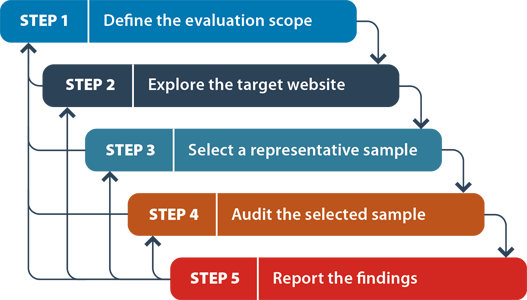 STEP 1 Define the evaluation scope
STEP 2 Explore the target website
STEP 3 Select a representative sample
STEP 4 Audit the selected sample
STEP 5 Report the findings